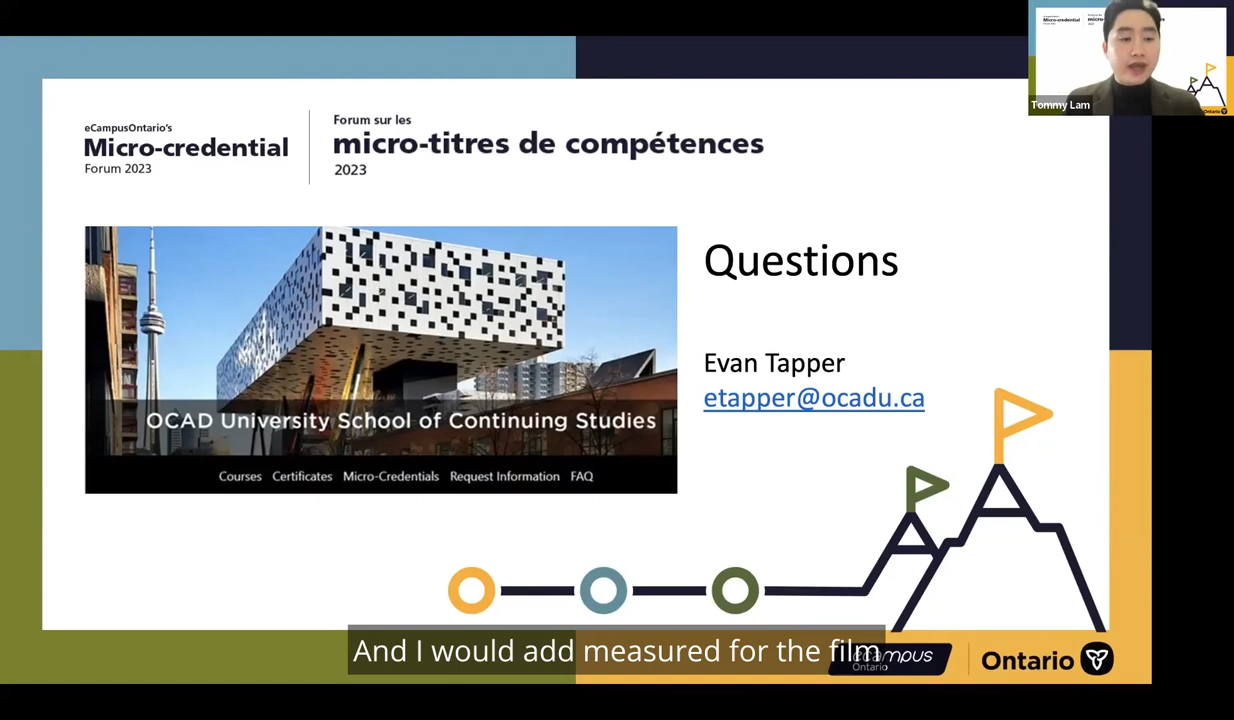 eCampusOntario's
Micro-credential
Forum 2023
Forum sur les
micro-titres de compétences
2023
Tommy Lam
OCAD University School of Continuing Studies
Courses Certificates Micro-Credentials Request Information FAQ
Questions
Evan Tapper
etapper@ocadu.ca
And I would add measured for the film
Ontario
Ontario